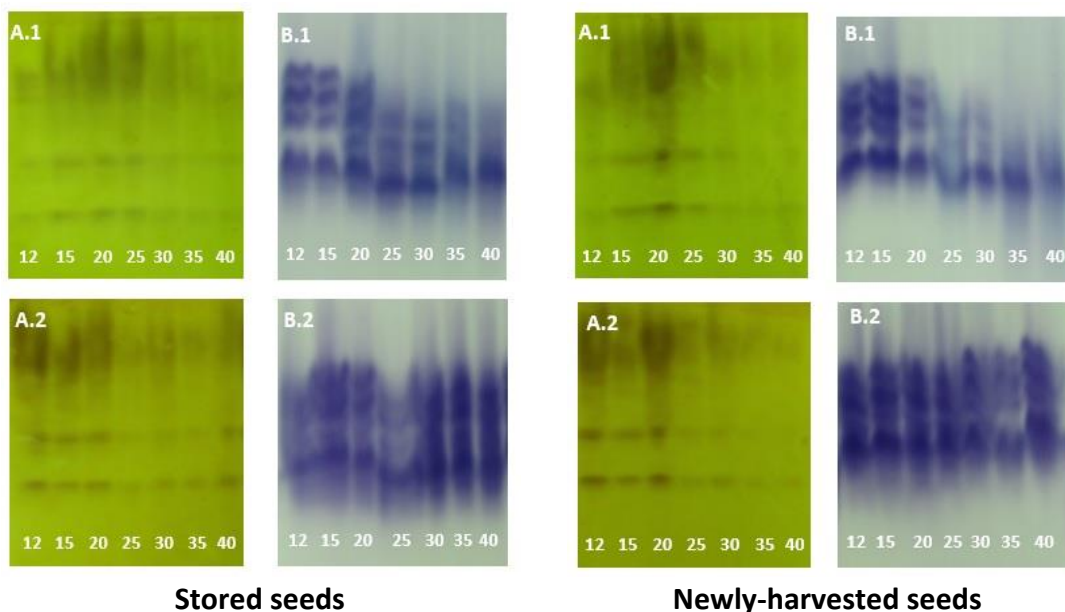 A.1 B.1 A.1 B.1
12 15 20 25 30 35 40 12 15 20 25 30 35 40 12 15 20 25 30 35 40 12 15 20 25 30 35 40
A.2 B.2 A.2 B.2
12 15 20 25 30 35 40 12 15 20 25 30 35 40 12 15 20 25 30 35 40 12 15 20 25 30 35 40
Stored seeds Newly-harvested seeds